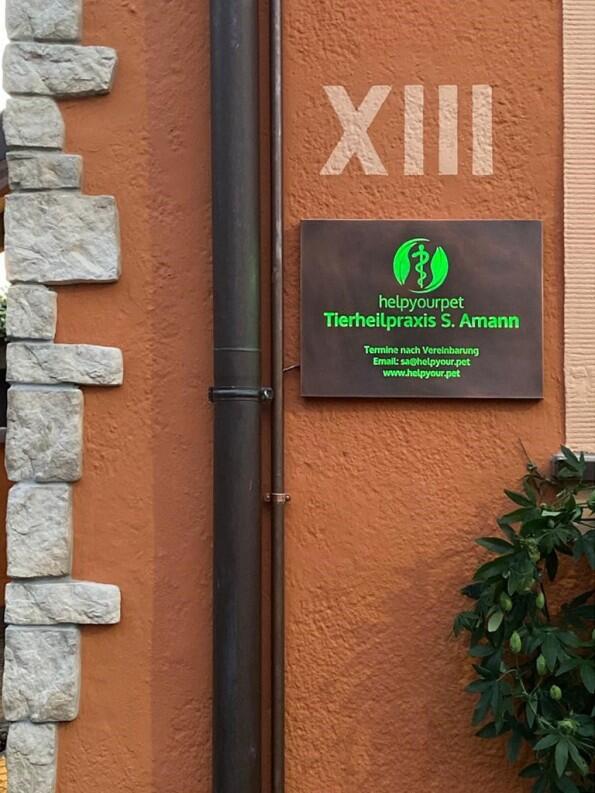 XIII
helpyourpet
Tierheilpraxis S. Amann
Termine nach Vereinbarung
Email: sa@helpyour.pet
www.helpyour.pet